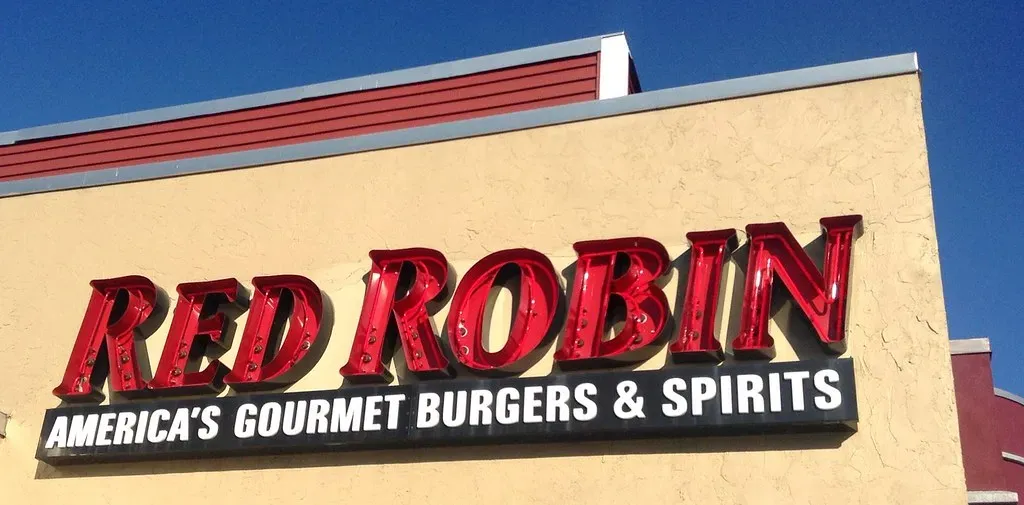 RED ROBIN
AMERICA'S GOURMET BURGERS & SPIRITS